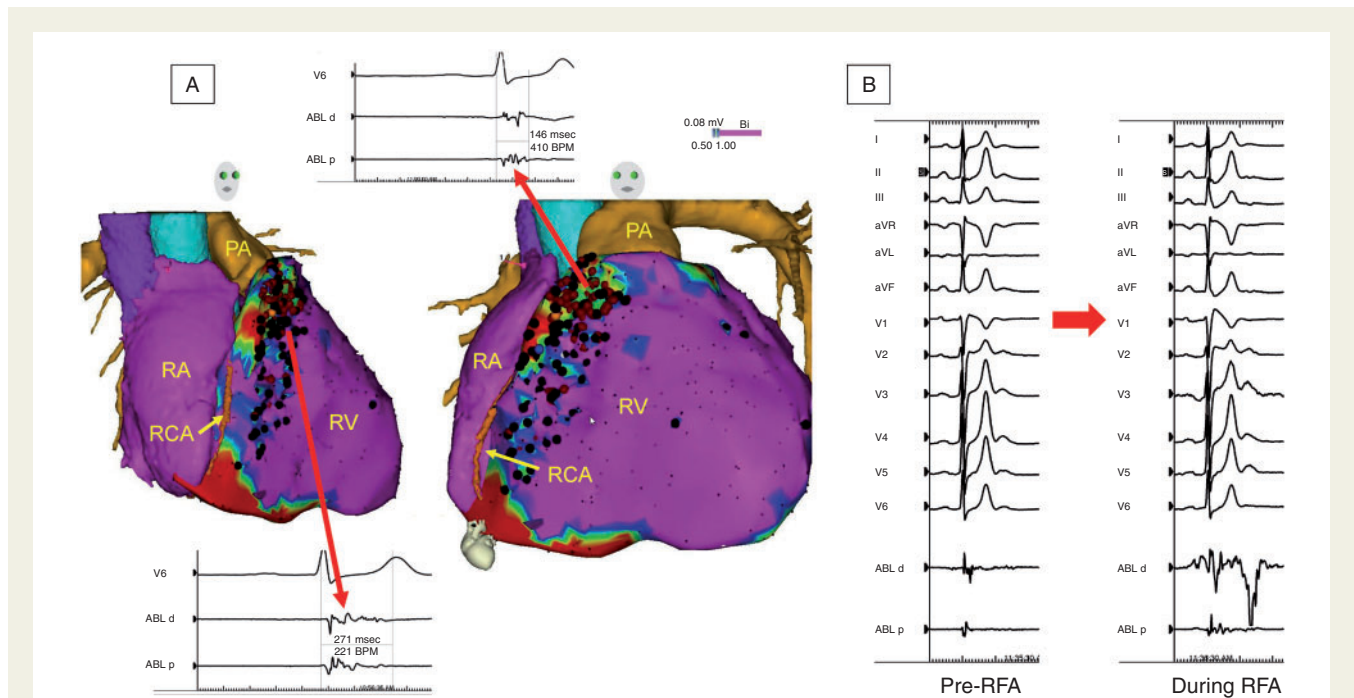 A
V6
ABL d
ABL p
146 msec
410 BPM
0.08 mV Bi
0.50 1.00
PA
PA
RA
RA
RCA
RV
RV
RCA
V6
ABL d
ABL p
271 msec
221 BPM
B
I
II
III
aVR
aVL
aVF
V1
V2
V3
V4
V5
V6
ABL d
ABL p
Pre-RFA
I
II
III
aVR
aVL
aVF
V1
V2
V3
V4
V5
V6
ABL d
ABL p
During RFA